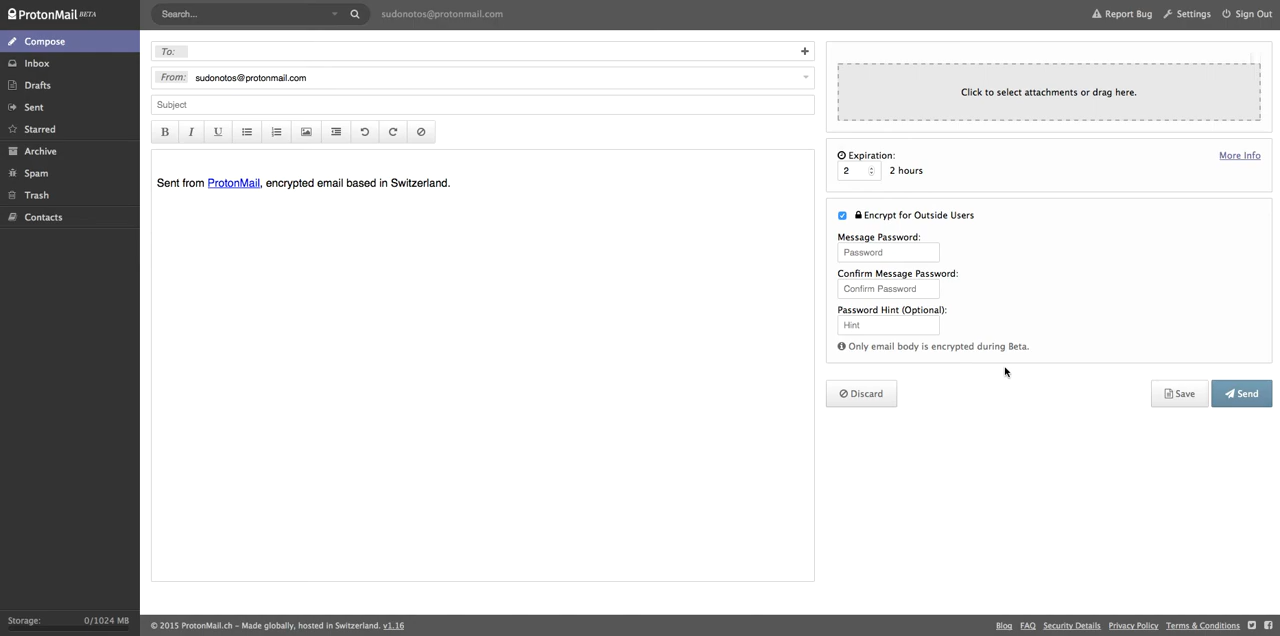 ProtonMail BETA
Search...
sudonotos@protonmail.com
Report Bug
Settings
Sign Out
Compose
Inbox
Drafts
Sent
Starred
Archive
Spam
Trash
Contacts
Storage: 0/1024 MB
To:
From: sudonotos@protonmail.com
Subject
B I U
Sent from ProtonMail, encrypted email based in Switzerland.
Click to select attachments or drag here.
Expiration:
More Info
2 2 hours
Encrypt for Outside Users
Message Password:
Password
Confirm Message Password:
Confirm Password
Password Hint (Optional):
Hint
Only email body is encrypted during Beta.
Discard
Save
Send
© 2015 ProtonMail.ch – Made globally, hosted in Switzerland. v1.16
Blog FAQ Security Details Privacy Policy Terms & Conditions